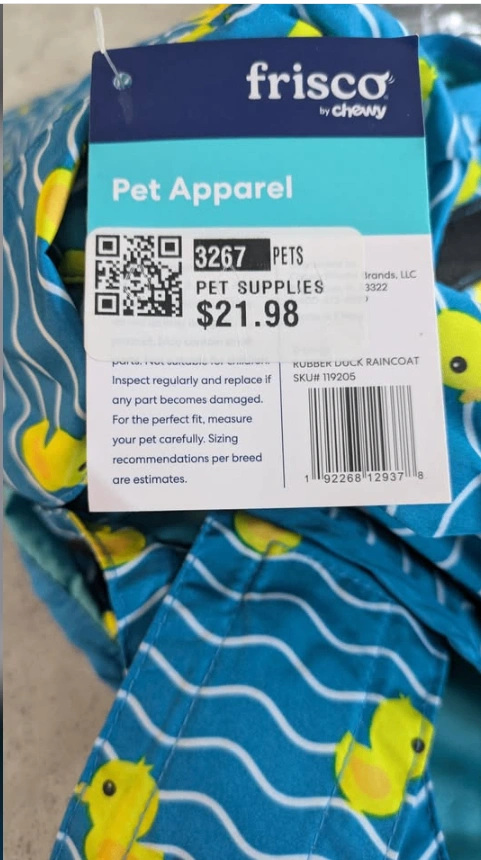 frisco
by chewy
Pet Apparel
3267 PETS
PET SUPPLIES
$21.98
Brands, LLC
3322
parts. Not suitable for children.
Inspect regularly and replace if
any part becomes damaged.
For the perfect fit, measure
your pet carefully. Sizing
recommendations per breed
are estimates.
RUBBER DUCK RAINCOAT
SKU# 119205
1 92268 12937 8